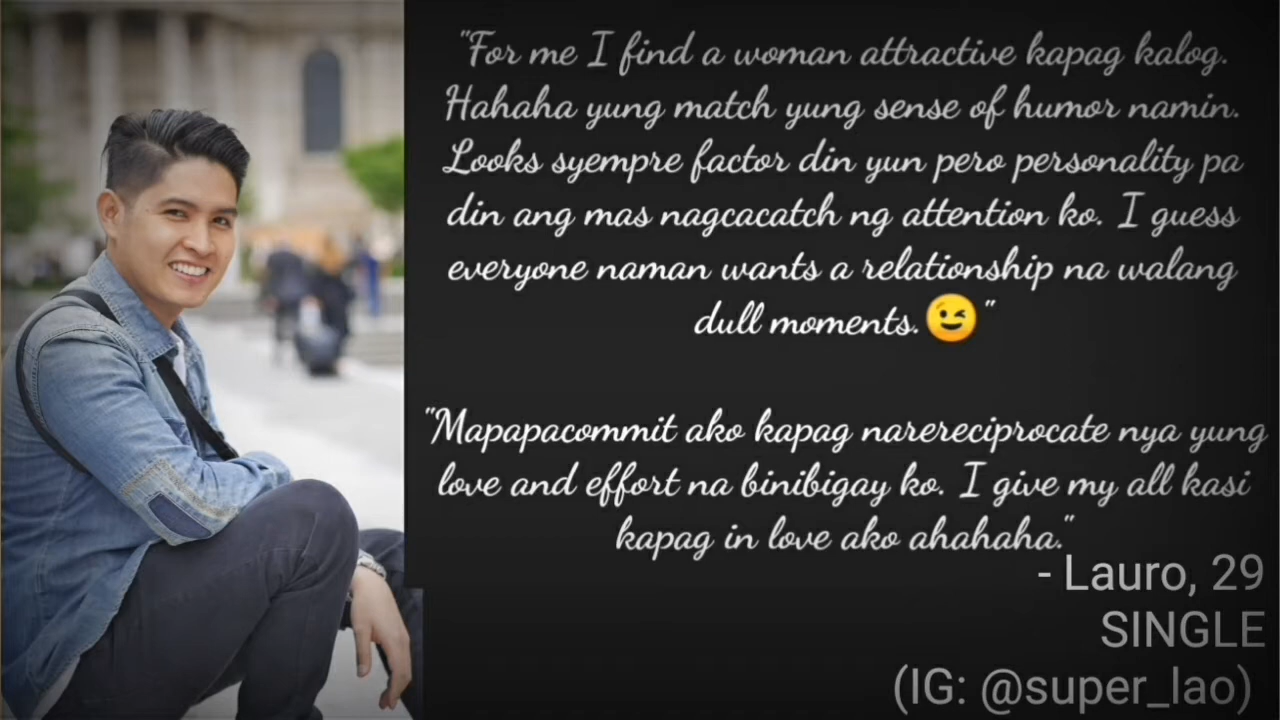 "For me I find a woman attractive kapag kalog.
Hahaha yung match yung sense of humor namin.
Looks syempre factor din yun pero personality pa
din ang mas nagcacatch ng attention ko. I guess
everyone naman wants a relationship na walang
dull moments.😉"
"Mapapacommit ako kapag narereciprocate nya yung
love and effort na binibigay ko. I give my all kasi
kapag in love ako ahahaha."
- Lauro, 29
SINGLE
(IG: @super_lao)